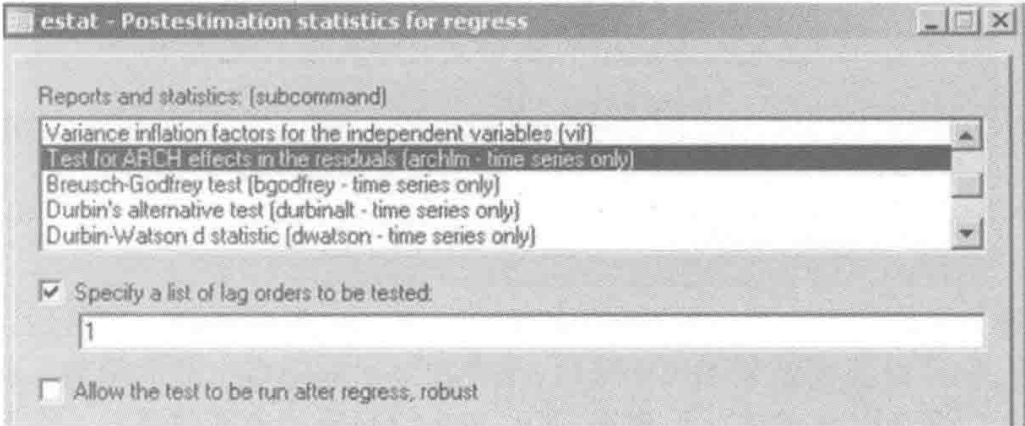 estat - Postestimation statistics for regress
Reports and statistics: (subcommand)
Variance inflation factors for the independent variables (vif)
Test for ARCH effects in the residuals (archlm - time series only)
Breusch-Godfrey test (bgodfrey - time series only)
Durbin's alternative test (durbinalt - time series only)
Durbin-Watson d statistic (dwatson - time series only)
Specify a list of lag orders to be tested:
1
Allow the test to be run after regress, robust